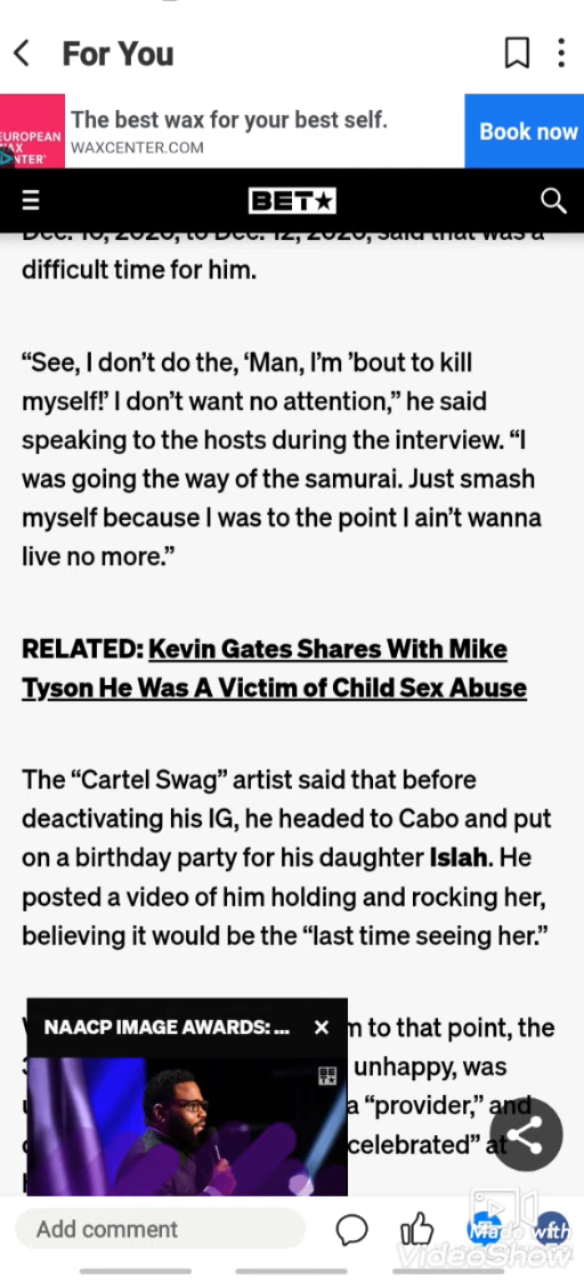 For You
EUROPEAN
WAX
The best wax for your best self.
WAXCENTER.COM
Book now
BET★
difficult time for him.
“See, I don’t do the, ‘Man, I’m ’bout to kill
myself!’ I don’t want no attention,” he said
speaking to the hosts during the interview. “I
was going the way of the samurai. Just smash
myself because I was to the point I ain’t wanna
live no more.”
RELATED: Kevin Gates Shares With Mike
Tyson He Was A Victim of Child Sex Abuse
The “Cartel Swag” artist said that before
deactivating his IG, he headed to Cabo and put
on a birthday party for his daughter Islah. He
posted a video of him holding and rocking her,
believing it would be the “last time seeing her.”
NAACP IMAGE AWARDS: ...
to that point, the
unhappy, was
a “provider,” and
celebrated” at
BET★
Add comment
Made with
VideoShow